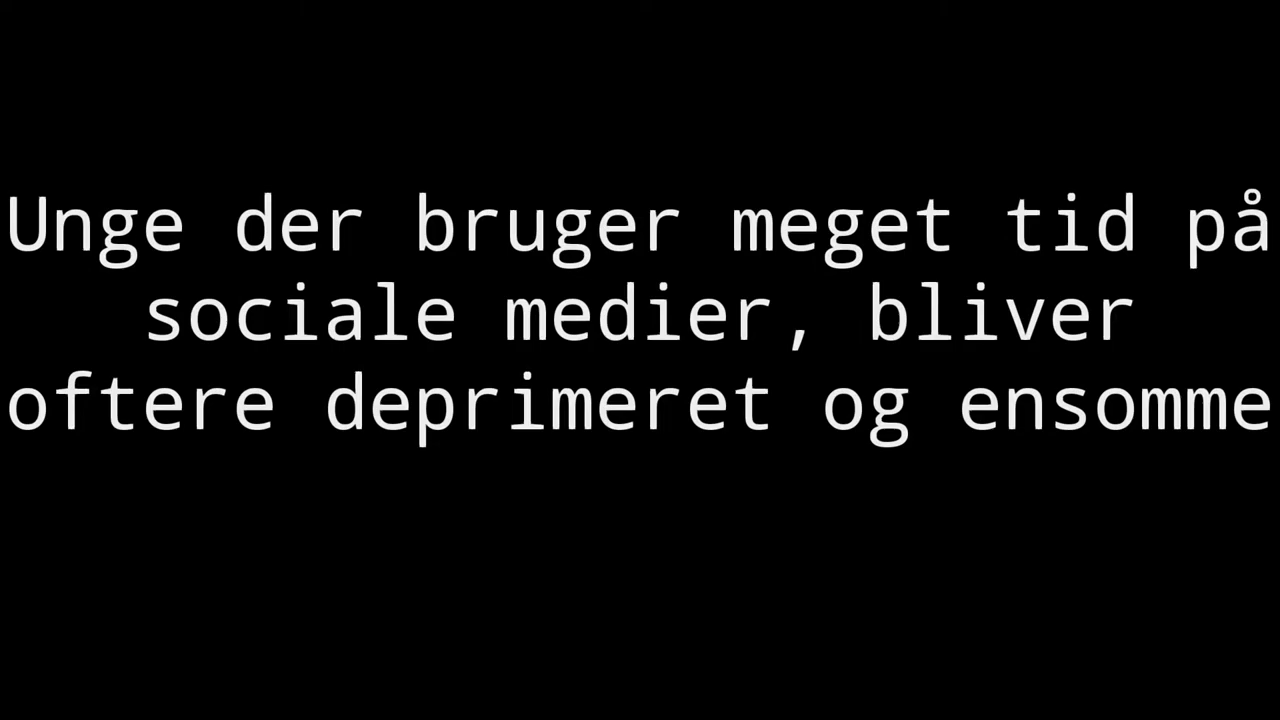 Unge der bruger meget tid på
sociale medier, bliver
oftere deprimeret og ensomme